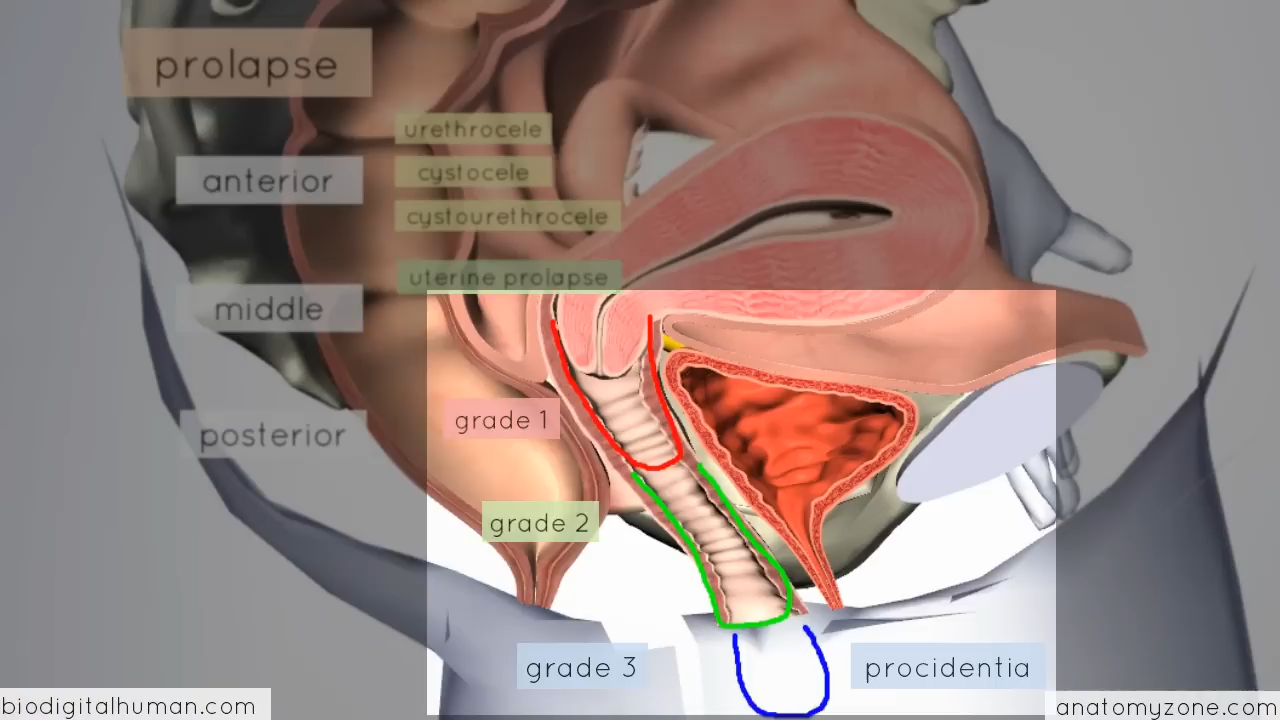 prolapse
anterior
urethrocele
cystocele
cystourethrocele
middle
uterine prolapse
posterior
grade 1
grade 2
grade 3
procidentia
biodigitalhuman.com
anatomyzone.com